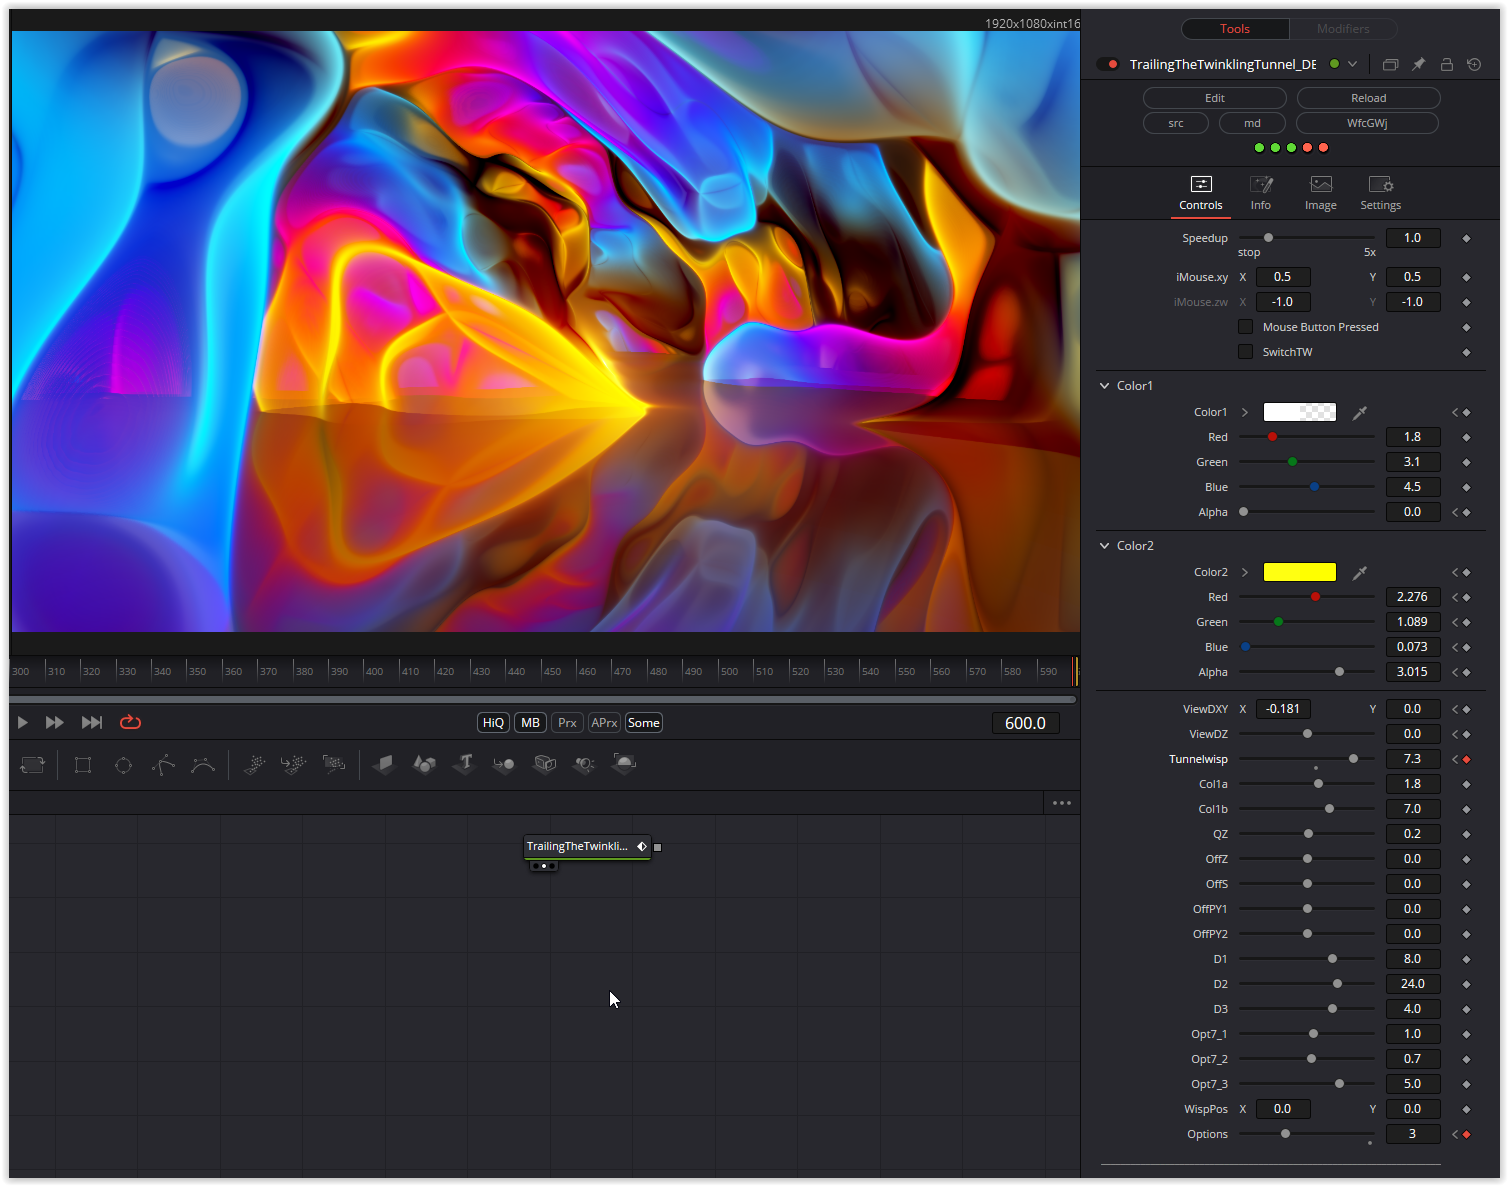 1920x1080xint16
Tools Modifiers
TrailingTheTwinklingTunnel_DE
Edit Reload
src md WfcGWj
Controls Info Image Settings
Speedup 1.0
stop 5x
iMouse.xy X 0.5 Y 0.5
iMouse.zw X -1.0 Y -1.0
Mouse Button Pressed
SwitchTW
Color1
Color1
Red 1.8
Green 3.1
Blue 4.5
Alpha 0.0
Color2
Color2
Red 2.276
Green 1.089
Blue 0.073
Alpha 3.015
ViewDXY X -0.181 Y 0.0
ViewDZ 0.0
Tunnelwisp 7.3
Col1a 1.8
Col1b 7.0
QZ 0.2
OffZ 0.0
OffS 0.0
OffPY1 0.0
OffPY2 0.0
D1 8.0
D2 24.0
D3 4.0
Opt7_1 1.0
Opt7_2 0.7
Opt7_3 5.0
WispPos X 0.0 Y 0.0
Options 3
300 310 320 330 340 350 360 370 380 390 400 410 420 430 440 450 460 470 480 490 500 510 520 530 540 550 560 570 580 590
HiQ MB Prx APrx Some 600.0
TrailingTheTwinkli...